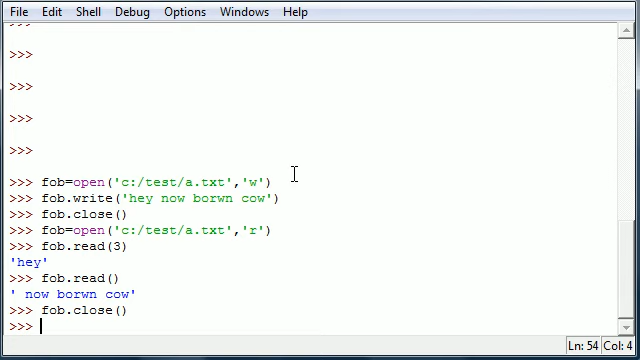 File Edit Shell Debug Options Windows Help
>>>
>>>
>>>
>>>
>>>
>>> fob=open('c:/test/a.txt','w')
>>> fob.write('hey now borwn cow')
>>> fob.close()
>>> fob=open('c:/test/a.txt','r')
>>> fob.read(3)
'hey'
>>> fob.read()
' now borwn cow'
>>> fob.close()
>>>
Ln: 54 Col: 4